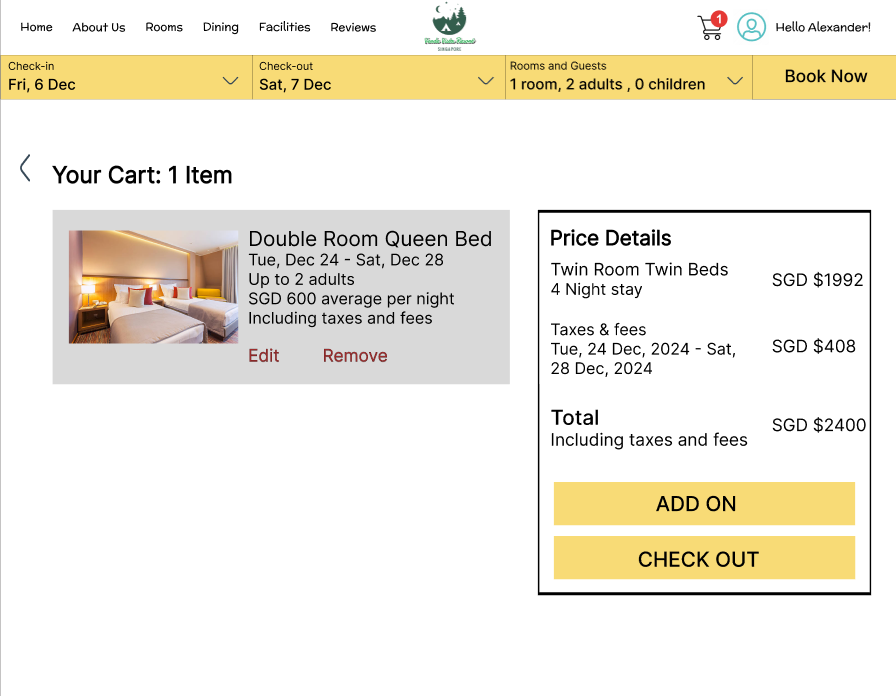 Home About Us Rooms Dining Facilities Reviews
SINGAPORE
1
Hello Alexander!
Check-in
Fri, 6 Dec
Check-out
Sat, 7 Dec
Rooms and Guests
1 room, 2 adults , 0 children
Book Now
Your Cart: 1 Item
Double Room Queen Bed
Tue, Dec 24 - Sat, Dec 28
Up to 2 adults
SGD 600 average per night
Including taxes and fees
Edit Remove
Price Details
Twin Room Twin Beds
4 Night stay
SGD $1992
Taxes & fees
Tue, 24 Dec, 2024 - Sat,
28 Dec, 2024
SGD $408
Total
Including taxes and fees
SGD $2400
ADD ON
CHECK OUT